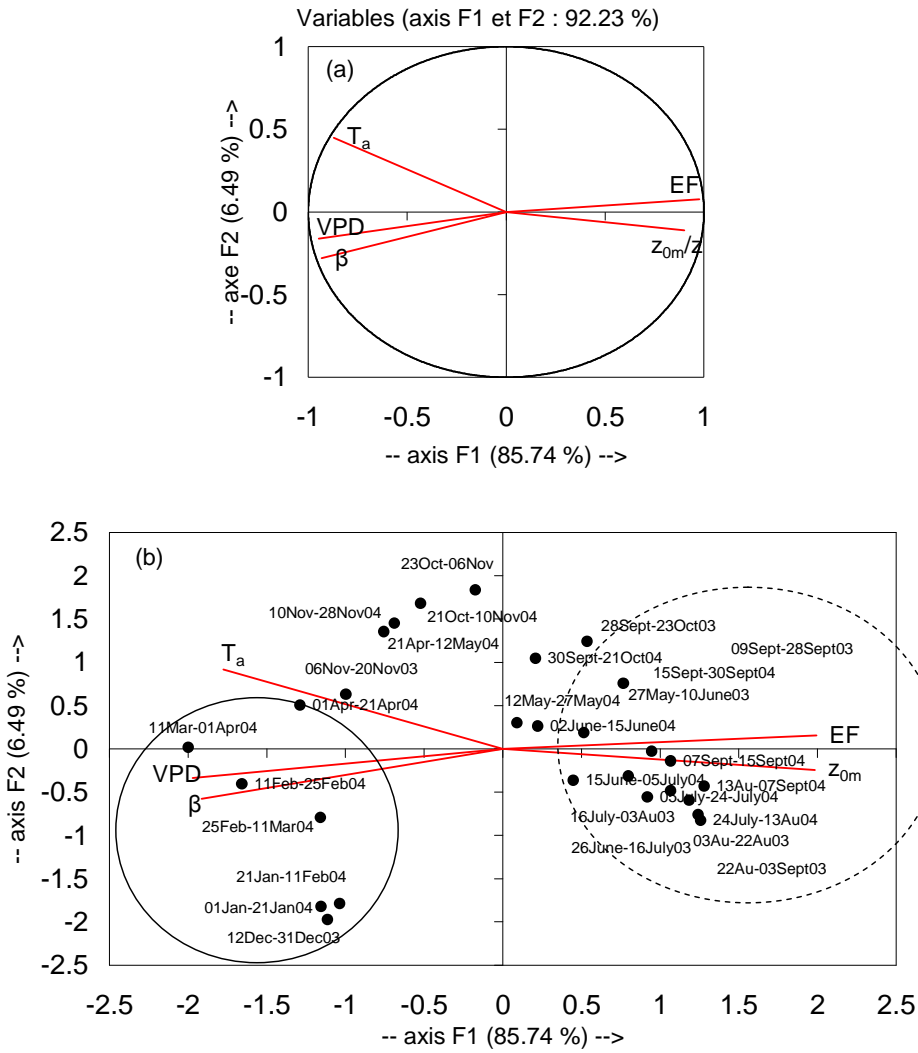 Variables (axis F1 et F2 : 92.23 %)
(a)
1
0.5
0
-0.5
-1
-- axe F2 (6.49 %) -->
Ta
EF
VPD
β
z0m/z
-1 -0.5 0 0.5 1
-- axis F1 (85.74 %) -->
(b)
2.5
2
1.5
1
0.5
0
-0.5
-1
-1.5
-2
-2.5
-- axis F2 (6.49 %) -->
23Oct-06Nov
10Nov-28Nov04
21Oct-10Nov04
28Sept-23Oct03
21Apr-12May04
09Sept-28Sept03
30Sept-21Oct04
15Sept-30Sept04
Ta
06Nov-20Nov03
27May-10June03
12May-27May04
01Apr-21Apr04
11Mar-01Apr04
02June-15June04
EF
07Sept-15Sept04
z0m
VPD
11Feb-25Feb04
15June-05July04
13Au-07Sept04
β
05July-24-July04
25Feb-11Mar04
16July-03Au03
24July-13Au04
03Au-22Au03
26June-16July03
21Jan-11Feb04
22Au-03Sept03
01Jan-21Jan04
12Dec-31Dec03
-2.5 -2 -1.5 -1 -0.5 0 0.5 1 1.5 2 2.5
-- axis F1 (85.74 %) -->